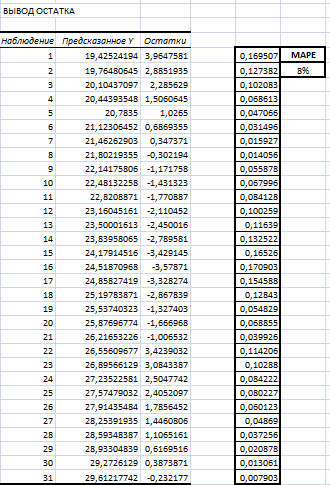 ВЫВОД ОСТАТКА
Наблюдение Предсказанное Y Остатки
1 19,42524194 3,9647581 0,169507 MAPE
2 19,76480645 2,8851935 0,127382 8%
3 20,10437097 2,285629 0,102083
4 20,44393548 1,5060645 0,068613
5 20,7835 1,0265 0,047066
6 21,12306452 0,6869355 0,031496
7 21,46262903 0,347371 0,015927
8 21,80219355 -0,302194 0,014056
9 22,14175806 -1,171758 0,055878
10 22,48132258 -1,431323 0,067996
11 22,8208871 -1,770887 0,084128
12 23,16045161 -2,110452 0,100259
13 23,50001613 -2,450016 0,11639
14 23,83958065 -2,789581 0,132522
15 24,17914516 -3,429145 0,16526
16 24,51870968 -3,57871 0,170903
17 24,85827419 -3,328274 0,154588
18 25,19783871 -2,867839 0,12843
19 25,53740323 -1,327403 0,054829
20 25,87696774 -1,666968 0,068855
21 26,21653226 -1,006532 0,039926
22 26,55609677 3,4239032 0,114206
23 26,89566129 3,0843387 0,10288
24 27,23522581 2,5047742 0,084222
25 27,57479032 2,4052097 0,080227
26 27,91435484 1,7856452 0,060123
27 28,25391935 1,4460806 0,04869
28 28,59348387 1,1065161 0,037256
29 28,93304839 0,6169516 0,020878
30 29,2726129 0,3873871 0,013061
31 29,61217742 -0,232177 0,007903